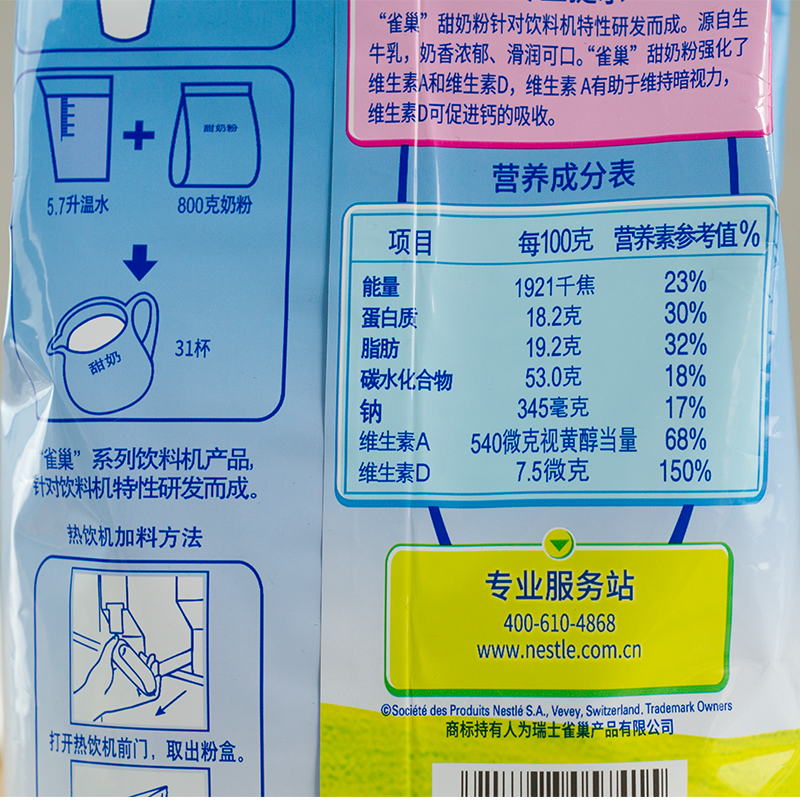 “雀巢”甜奶粉针对饮料机特性研发而成。源自生
牛乳，奶香浓郁、滑润可口。“雀巢”甜奶粉强化了
维生素A和维生素D，维生素A有助于维持暗视力，
维生素D可促进钙的吸收。
甜奶粉
5.7升温水
800克奶粉
甜奶
31杯
“雀巢”系列饮料机产品，
针对饮料机特性研发而成。
热饮机加料方法
打开热饮机前门，取出粉盒。
营养成分表
项目 每100克 营养素参考值%
能量 1921千焦 23%
蛋白质 18.2克 30%
脂肪 19.2克 32%
碳水化合物 53.0克 18%
钠 345毫克 17%
维生素A 540微克视黄醇当量 68%
维生素D 7.5微克 150%
专业服务站
400-610-4868
www.nestle.com.cn
©Société des Produits Nestlé S.A., Vevey, Switzerland. Trademark Owners
商标持有人为瑞士雀巢产品有限公司